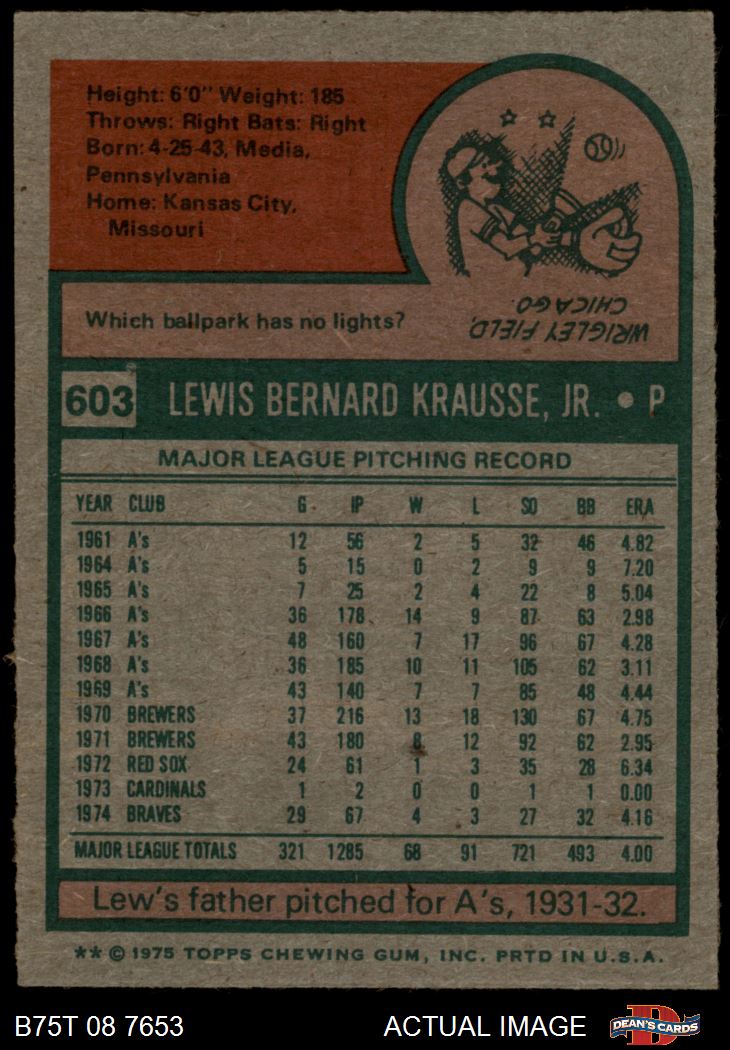 Height: 6'0" Weight: 185
Throws: Right Bats: Right
Born: 4-25-43, Media,
Pennsylvania
Home: Kansas City,
Missouri
Which ballpark has no lights?
WRIGLEY FIELD,
CHICAGO.
603 LEWIS BERNARD KRAUSSE, JR. • P
MAJOR LEAGUE PITCHING RECORD
YEAR CLUB G IP W L SO BB ERA
1961 A's 12 56 2 5 32 46 4.82
1964 A's 5 15 0 2 9 9 7.20
1965 A's 7 25 2 4 22 8 5.04
1966 A's 36 178 14 9 87 63 2.98
1967 A's 48 160 7 17 96 67 4.28
1968 A's 36 185 10 11 105 62 3.11
1969 A's 43 140 7 7 85 48 4.44
1970 BREWERS 37 216 13 18 130 67 4.75
1971 BREWERS 43 180 8 12 92 62 2.95
1972 RED SOX 24 61 1 3 35 28 6.34
1973 CARDINALS 1 2 0 0 1 1 0.00
1974 BRAVES 29 67 4 3 27 32 4.16
MAJOR LEAGUE TOTALS 321 1285 68 91 721 493 4.00
Lew's father pitched for A's, 1931-32.
** © 1975 TOPPS CHEWING GUM, INC. PRTD IN U.S.A.
B75T 08 7653 ACTUAL IMAGE D DEAN'S CARDS